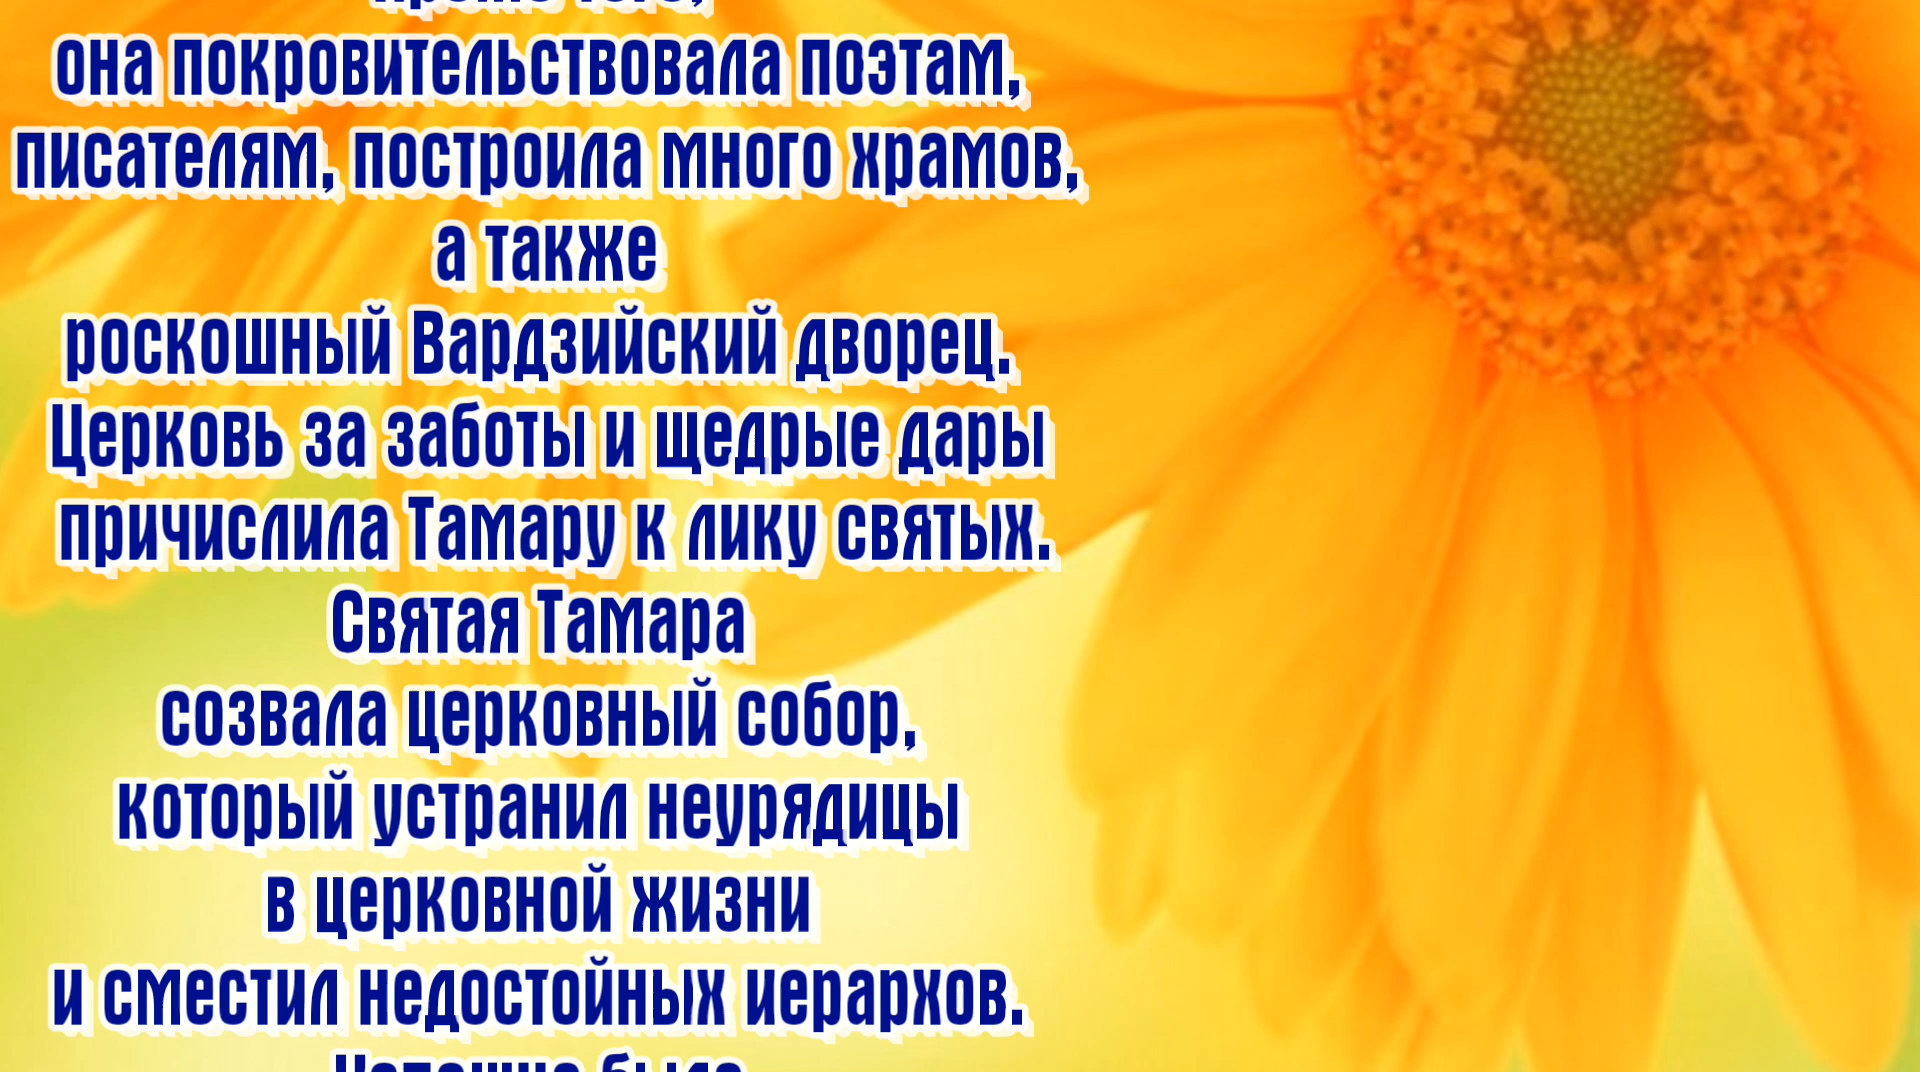 она покровительствовала поэтам,
писателям, построила много храмов,
а также
роскошный Вардзийский дворец.
Церковь за заботы и щедрые дары
причислила Тамару к лику святых.
Святая Тамара
созвала церковный собор,
который устранил неурядицы
в церковной жизни
и сместил недостойных иерархов.